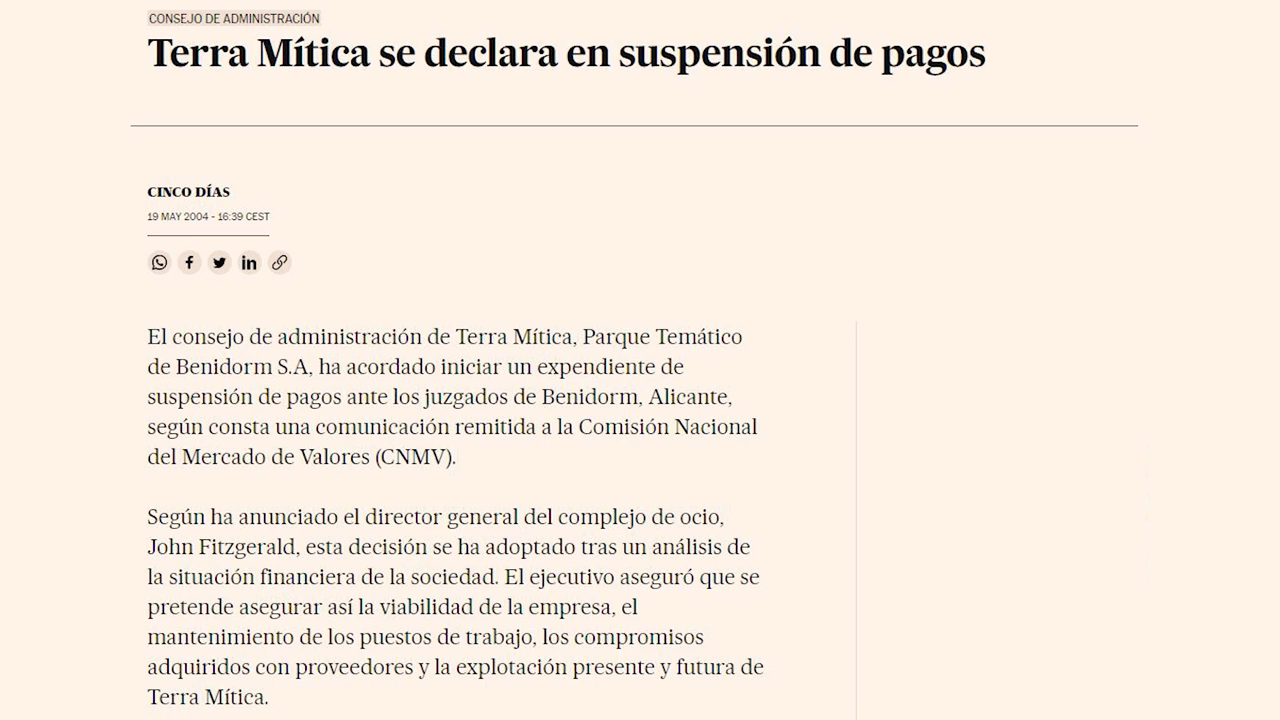 CONSEJO DE ADMINISTRACIÓN
Terra Mítica se declara en suspensión de pagos
CINCO DÍAS
19 MAY 2004 - 16:39 CEST
El consejo de administración de Terra Mítica, Parque Temático
de Benidorm S.A, ha acordado iniciar un expendiente de
suspensión de pagos ante los juzgados de Benidorm, Alicante,
según consta una comunicación remitida a la Comisión Nacional
del Mercado de Valores (CNMV).
Según ha anunciado el director general del complejo de ocio,
John Fitzgerald, esta decisión se ha adoptado tras un análisis de
la situación financiera de la sociedad. El ejecutivo aseguró que se
pretende asegurar así la viabilidad de la empresa, el
mantenimiento de los puestos de trabajo, los compromisos
adquiridos con proveedores y la explotación presente y futura de
Terra Mítica.